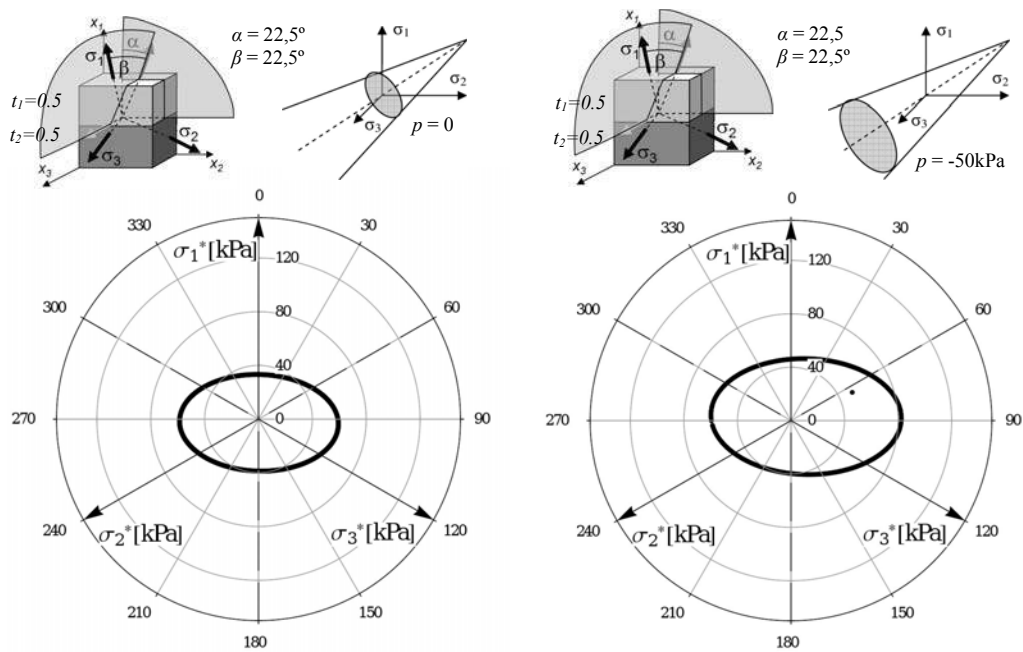 x1
α = 22,5º
β = 22,5º
α
β
σ1
t1=0.5
t2=0.5
σ2
σ3
x3
x2
σ1
σ2
σ3
p = 0
x1
α = 22,5
β = 22,5º
α
β
σ1
t1=0.5
t2=0.5
σ2
σ3
x3
x2
σ1
σ2
σ3
p = -50kPa
0
330
30
σ1*[kPa]
120
300
60
80
40
270
0
90
240
120
σ2*[kPa]
σ3*[kPa]
210
150
180
0
330
30
σ1*[kPa]
120
300
60
80
40
270
0
90
240
120
σ2*[kPa]
σ3*[kPa]
210
150
180